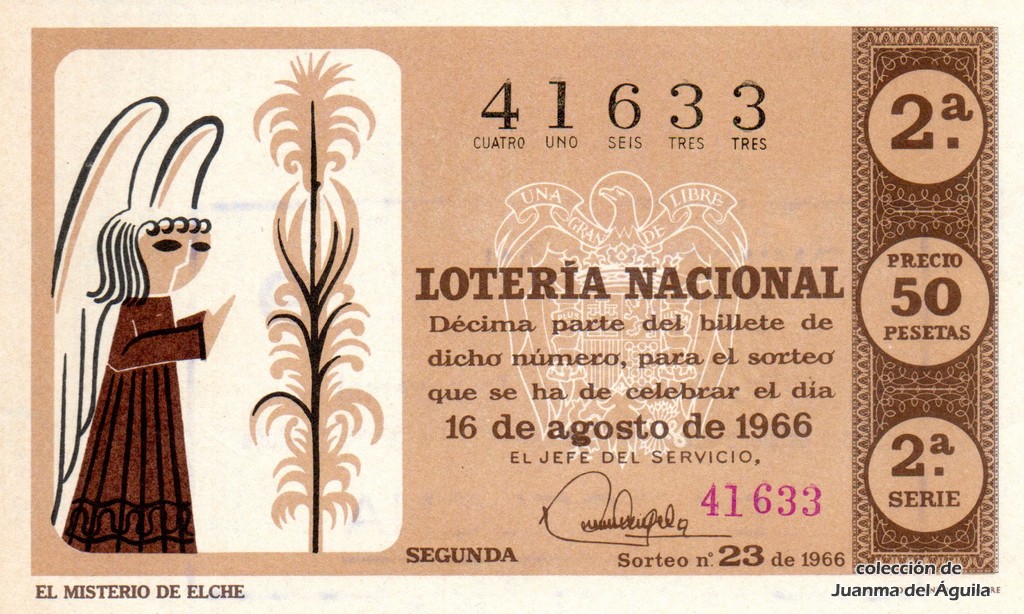 41633
CUATRO UNO SEIS TRES TRES
2.ª
UNA GRANDE LIBRE
LOTERÍA NACIONAL
PRECIO
50
PESETAS
Décima parte del billete de
dicho número, para el sorteo
que se ha de celebrar el día
16 de agosto de 1966
EL JEFE DEL SERVICIO,
41633
2.ª
SERIE
SEGUNDA
Sorteo n.º 23 de 1966
EL MISTERIO DE ELCHE
colección de
Juanma del Águila